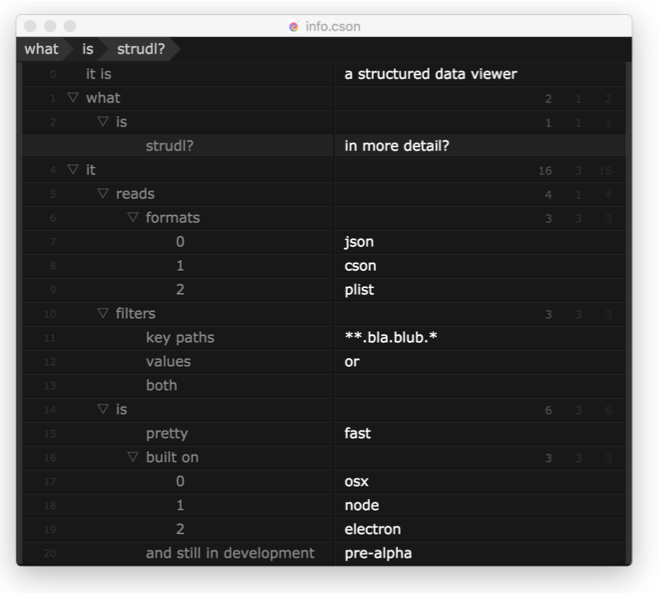 info.cson
what is strudl?
0 it is a structured data viewer
1 ▽ what 2 1 2
2 ▽ is 1 1 1
strudl? in more detail?
4 ▽ it 16 3 16
5 ▽ reads 4 1 4
6 ▽ formats 3 3 3
7 0 json
8 1 cson
9 2 plist
10 ▽ filters 3 3 3
11 key paths **.bla.blub.*
12 values or
13 both
14 ▽ is 6 3 6
15 pretty fast
16 ▽ built on 3 3 3
17 0 osx
18 1 node
19 2 electron
20 and still in development pre-alpha